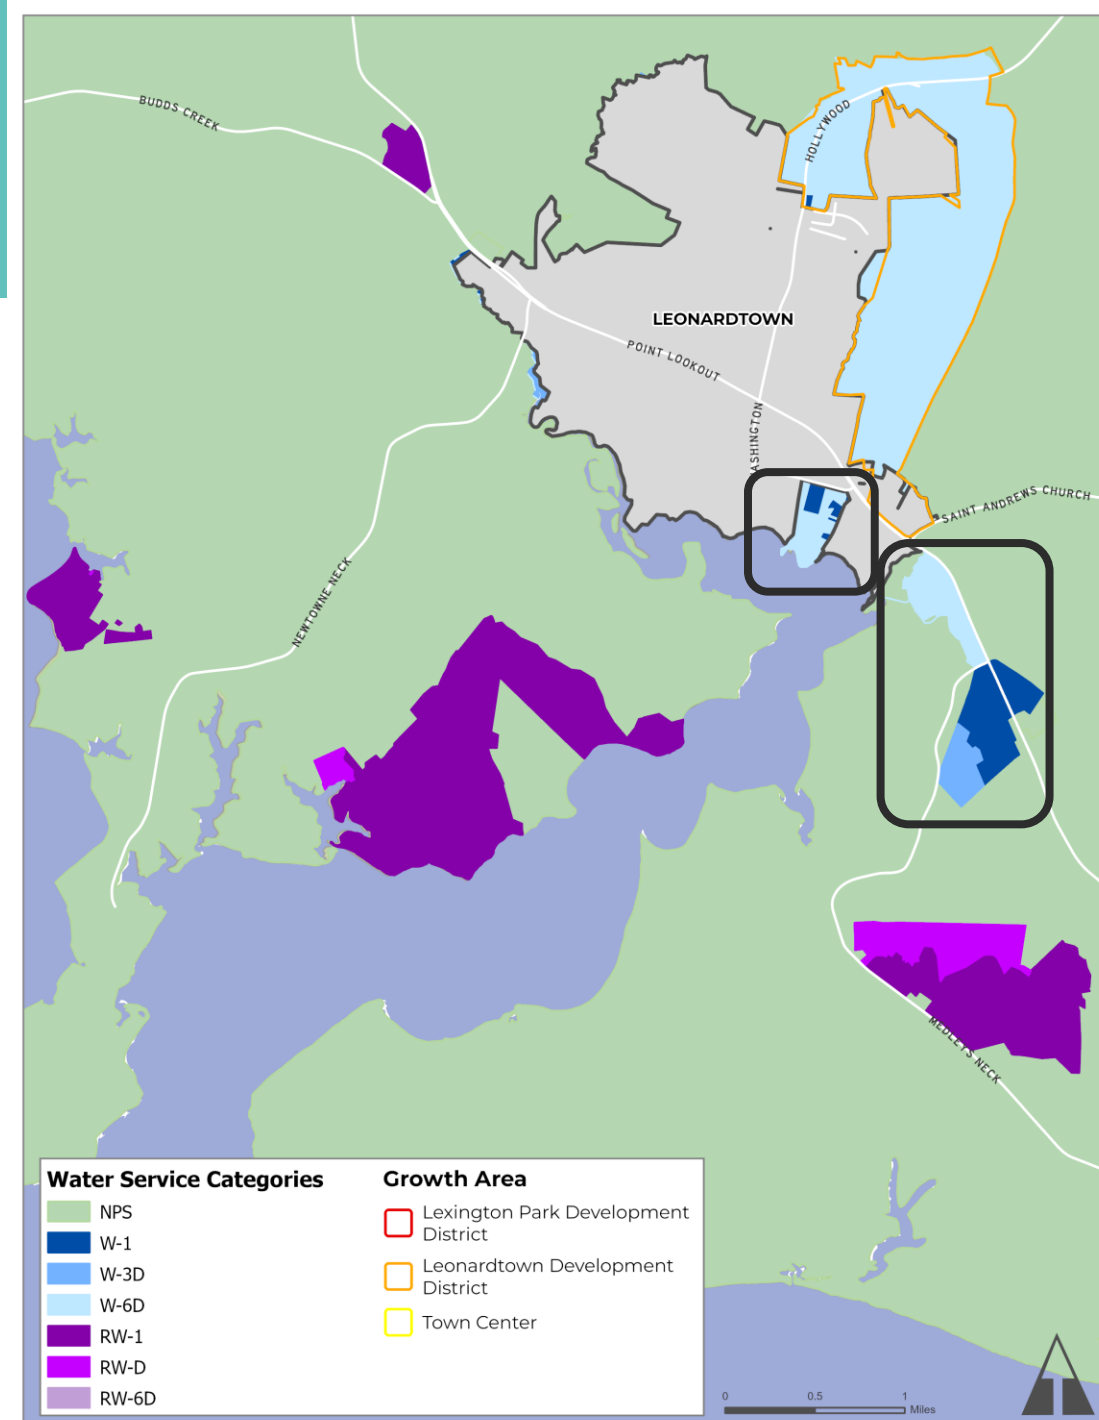 BUDDS CREEK
HOLLYWOOD
LEONARDTOWN
POINT LOOKOUT
ASHINGTON
SAINT ANDREWS CHURCH
NEWTOWNE NECK
MEDLEYS NECK
Water Service Categories
NPS
W-1
W-3D
W-6D
RW-1
RW-D
RW-6D
Growth Area
Lexington Park Development
District
Leonardtown Development
District
Town Center
0 0.5 1
Miles